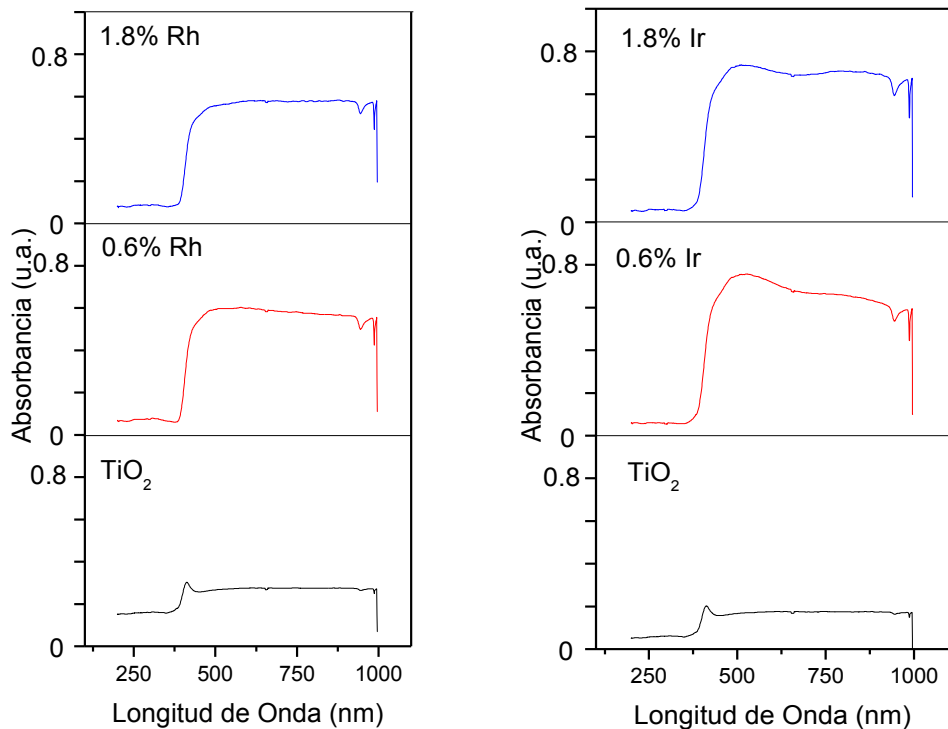 1.8% Rh
0.8
0
0.6% Rh
0.8
0
TiO2
0.8
0
Absorbancia (u.a.)
250 500 750 1000
Longitud de Onda (nm)
1.8% Ir
0.8
0
0.6% Ir
0.8
0
TiO2
0.8
0
Absorbancia (u.a.)
250 500 750 1000
Longitud de Onda (nm)